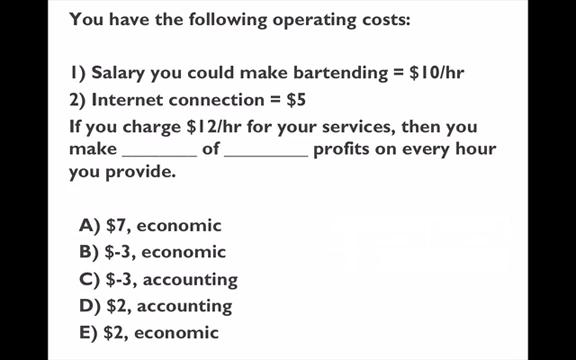 You have the following operating costs:
1) Salary you could make bartending = $10/hr
2) Internet connection = $5
If you charge $12/hr for your services, then you
make ________ of _________ profits on every hour
you provide.
A) $7, economic
B) $-3, economic
C) $-3, accounting
D) $2, accounting
E) $2, economic